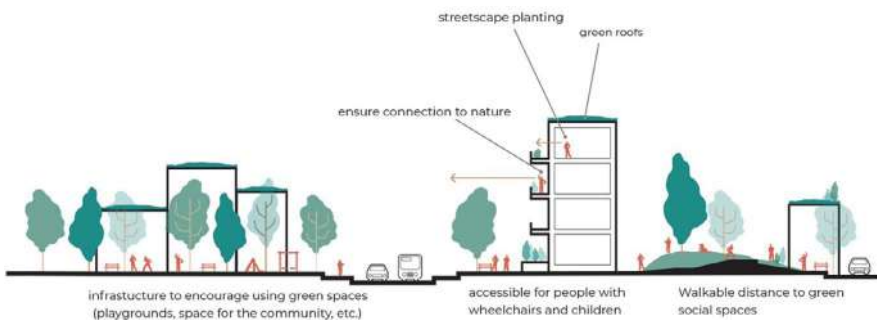 streetscape planting
green roofs
ensure connection to nature
infrastucture to encourage using green spaces
(playgrounds, space for the community, etc.)
accessible for people with
wheelchairs and children
Walkable distance to green
social spaces